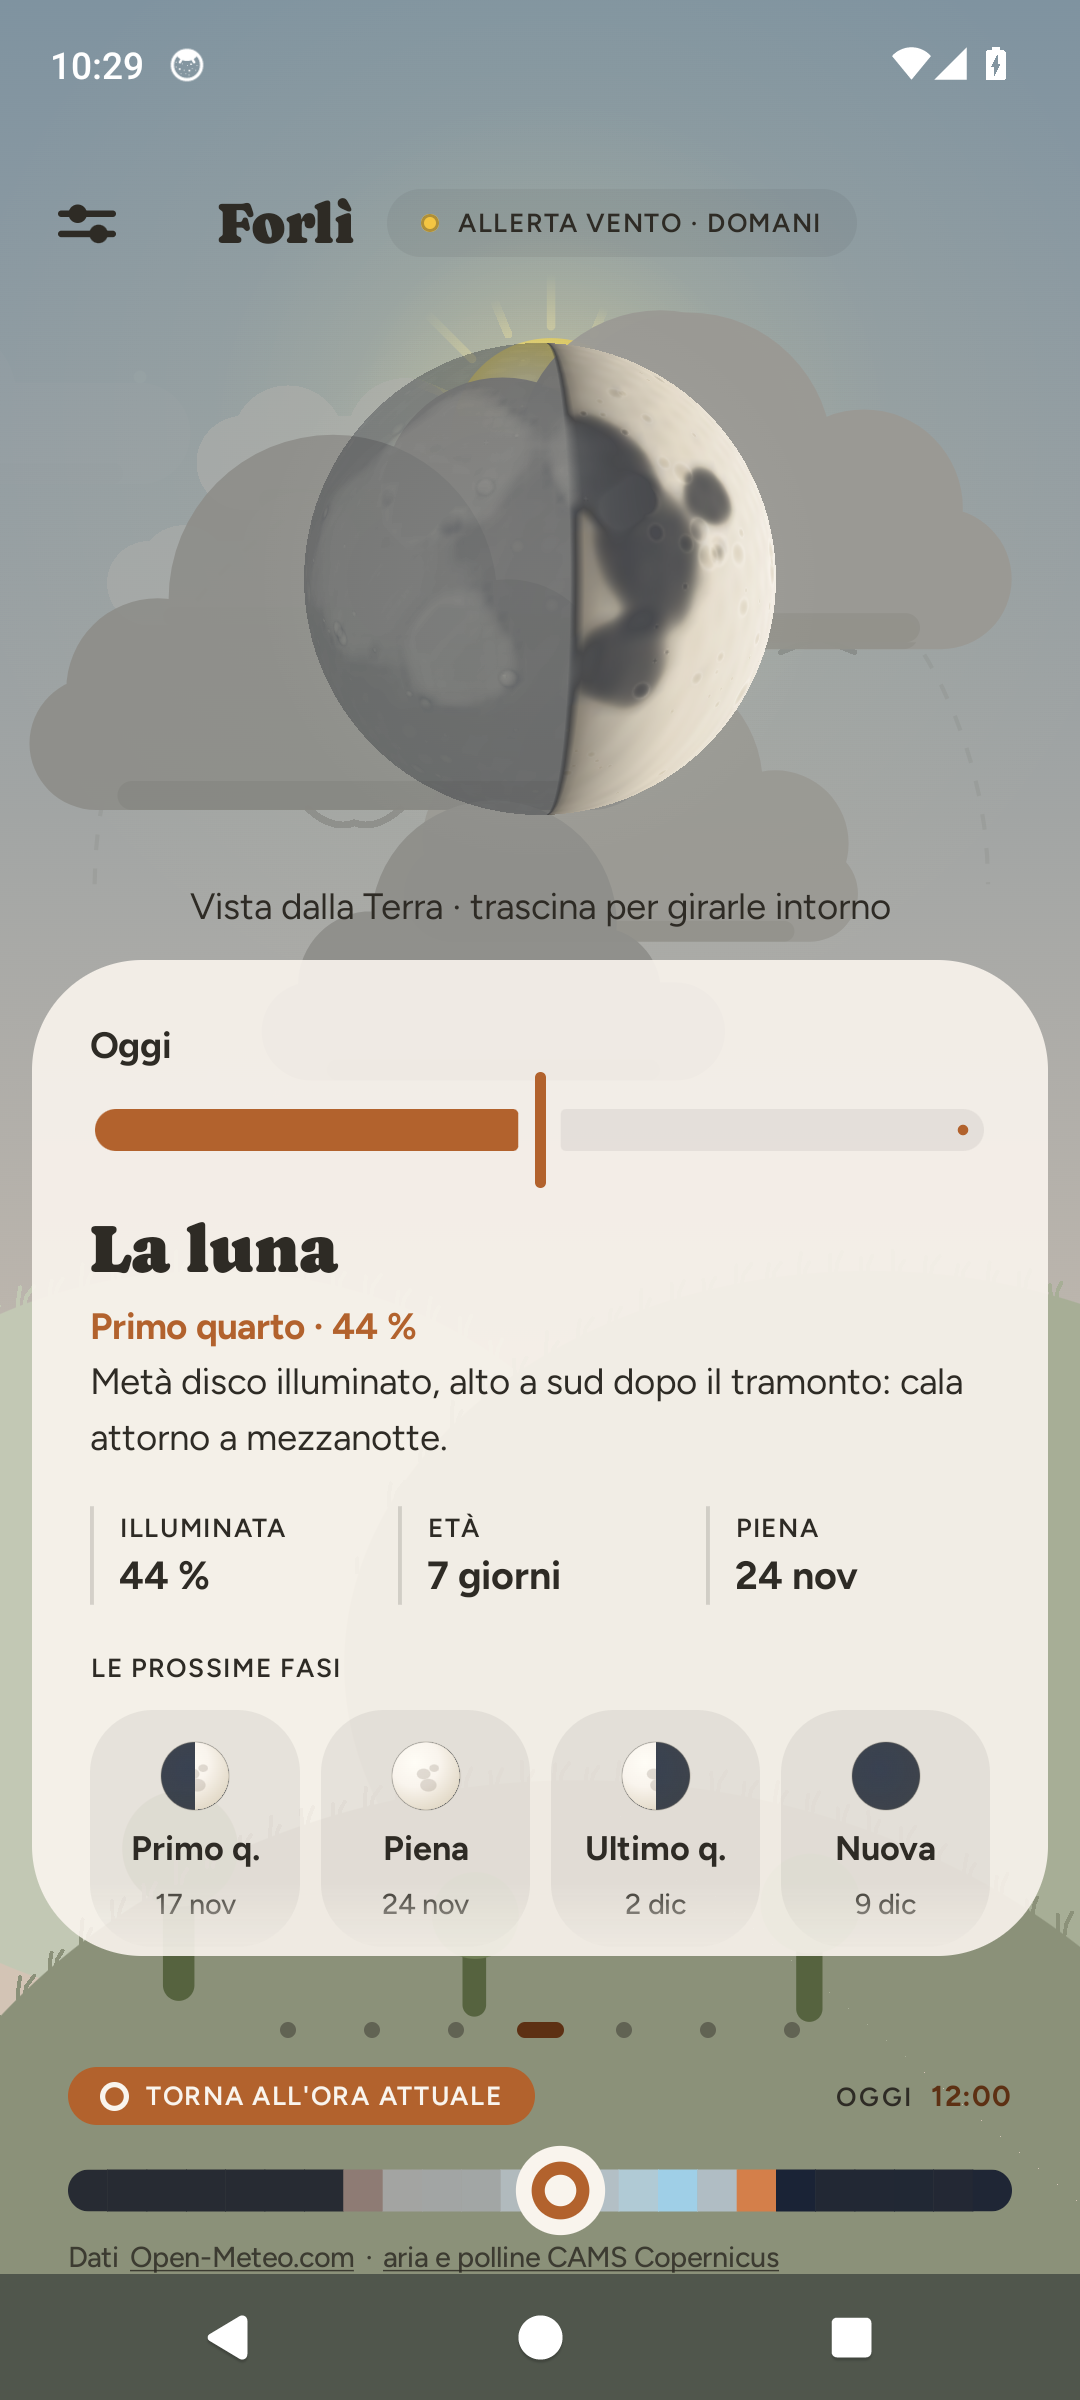 10:29
Forlì
ALLERTA VENTO · DOMANI
Vista dalla Terra · trascina per girarle intorno
Oggi
La luna
Primo quarto · 44 %
Metà disco illuminato, alto a sud dopo il tramonto: cala
attorno a mezzanotte.
ILLUMINATA ETÀ PIENA
44 % 7 giorni 24 nov
LE PROSSIME FASI
Primo q. Piena Ultimo q. Nuova
17 nov 24 nov 2 dic 9 dic
TORNA ALL'ORA ATTUALE OGGI 12:00
Dati Open-Meteo.com · aria e polline CAMS Copernicus